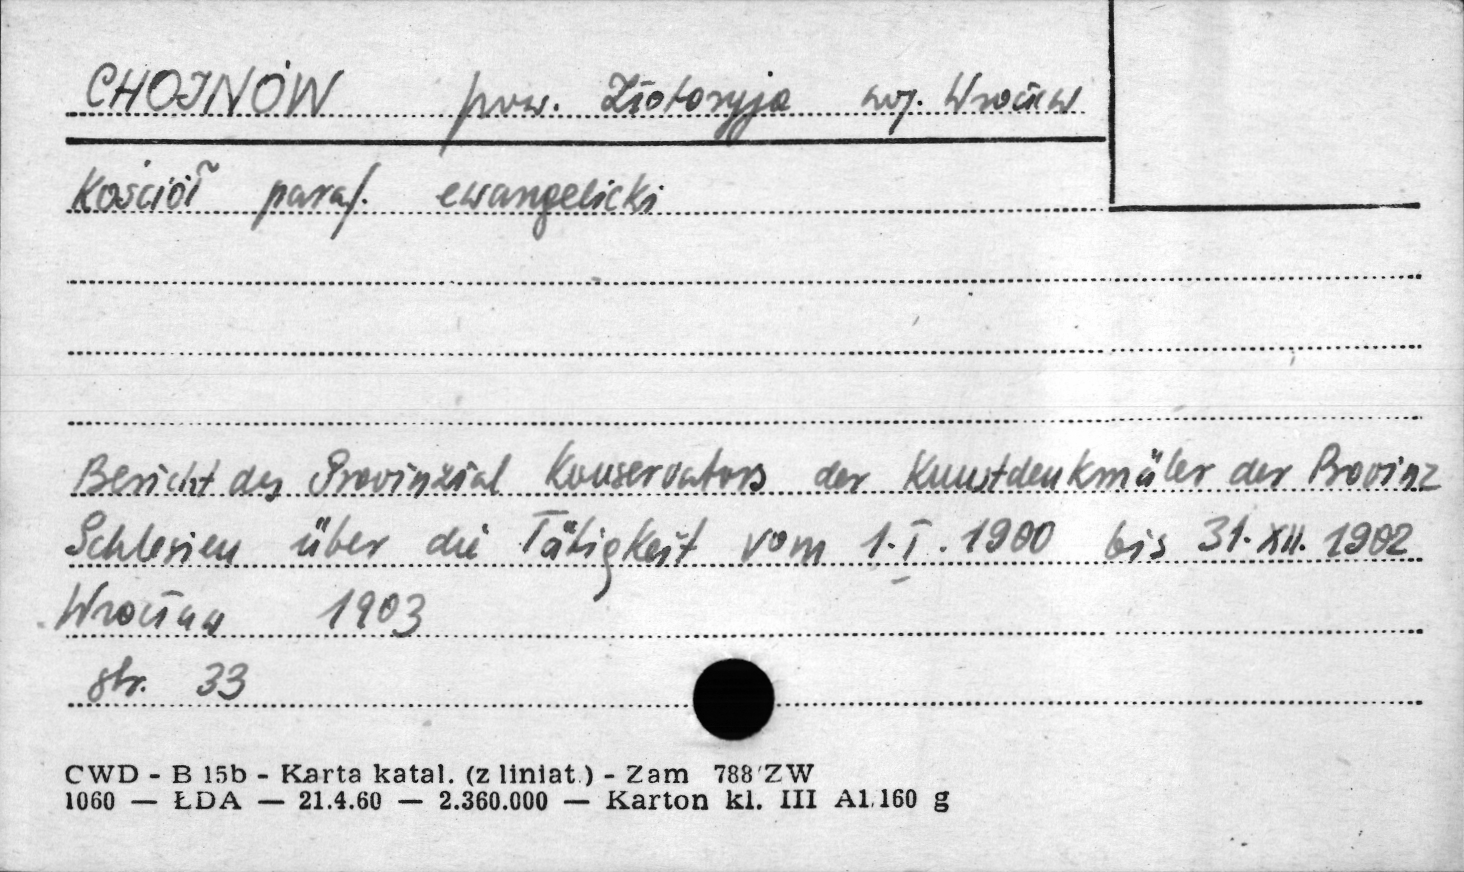 CHOJNÓW pow. Złotoryja woj. Wrocław
Kościół paraf. ewangelicki
Bericht des Provinzial Konservators der Kunstdenkmäler der Provinz
Schlesien über die Tätigkeit vom 1.I.1900 bis 31.XII.1902
Wrocław 1903
str. 33
CWD - B 15b - Karta katal. (z liniat.) - Zam 788/ZW
1060 — ŁDA — 21.4.60 — 2.360.000 — Karton kl. III A1.160 g